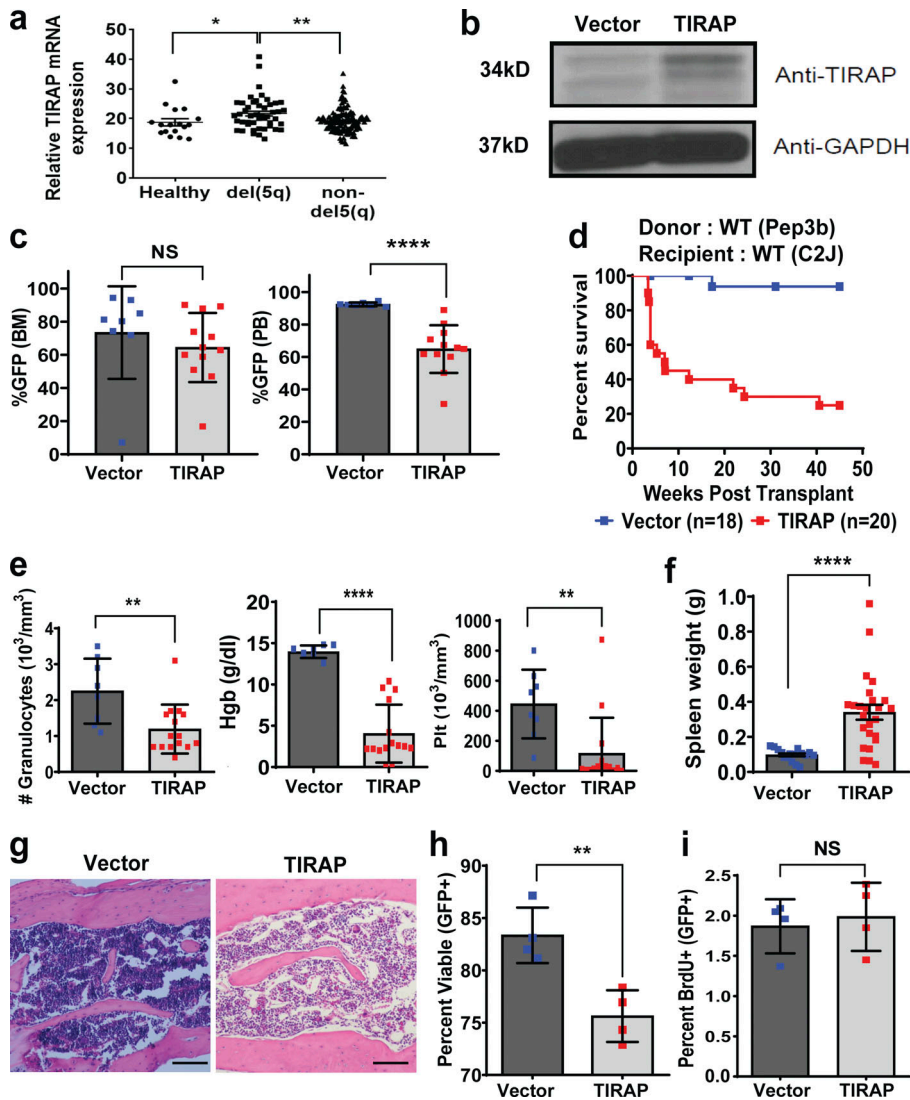 a
Relative TIRAP mRNA
expression
50
40
30
20
10
0
*
**
Healthy
del(5q)
non-
del5(q)
b
Vector
TIRAP
34kD
Anti-TIRAP
37kD
Anti-GAPDH
c
%GFP (BM)
100
80
60
40
20
0
NS
Vector
TIRAP
%GFP (PB)
100
80
60
40
20
0
****
Vector
TIRAP
d
Donor : WT (Pep3b)
Recipient : WT (C2J)
Percent survival
100
80
60
40
20
0
0
10
20
30
40
50
Weeks Post Transplant
Vector (n=18)
TIRAP (n=20)
e
# Granulocytes (10³/mm³)
5
4
3
2
1
0
**
Vector
TIRAP
Hgb (g/dl)
20
15
10
5
0
****
Vector
TIRAP
Plt (10³/mm³)
1000
800
600
400
200
0
**
Vector
TIRAP
f
Spleen weight (g)
1.0
0.8
0.6
0.4
0.2
0.0
****
Vector
TIRAP
g
Vector
TIRAP
h
Percent Viable (GFP+)
90
85
80
75
70
**
Vector
TIRAP
i
Percent BrdU+ (GFP+)
2.5
2.0
1.5
1.0
0.5
0.0
NS
Vector
TIRAP